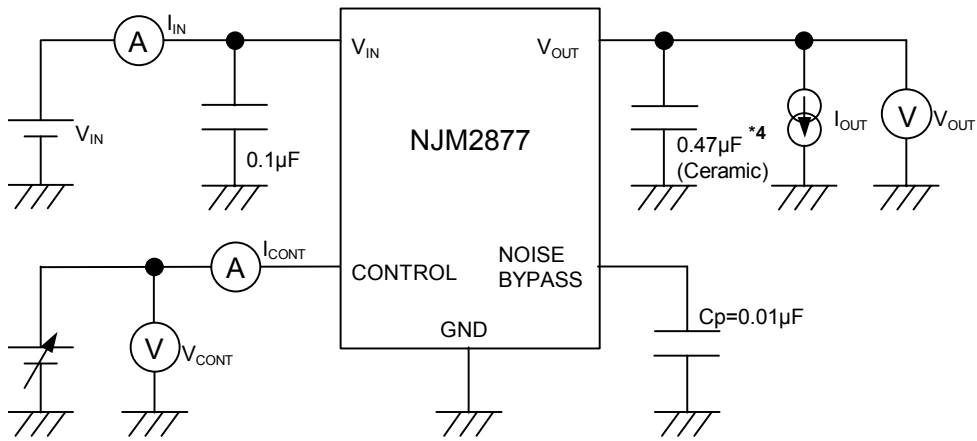 A
I_IN
V_IN
0.1µF
V_IN
V_OUT
NJM2877
0.47µF *4
(Ceramic)
I_OUT
V
V_OUT
A
I_CONT
V
V_CONT
CONTROL
NOISE
BYPASS
GND
Cp=0.01µF